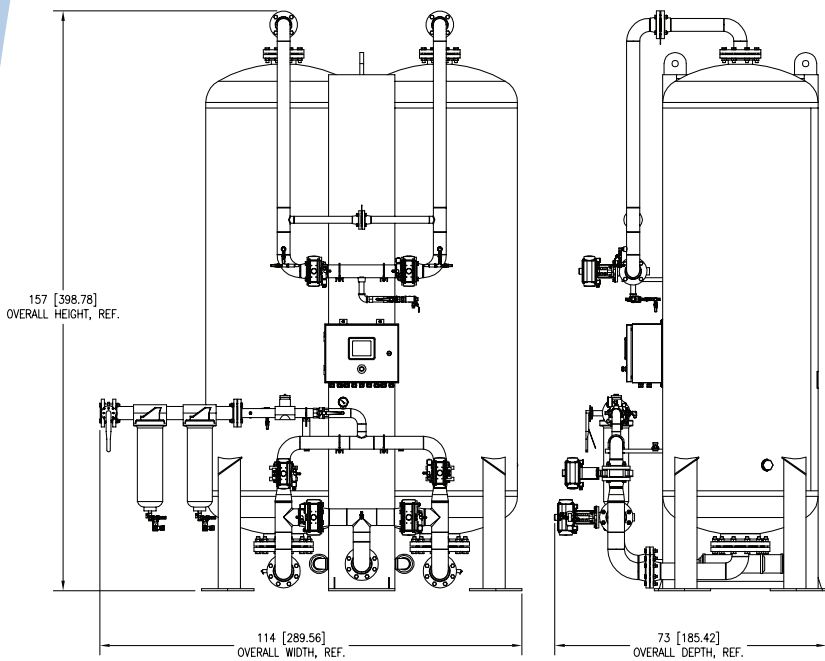 157 [398.78]
OVERALL HEIGHT, REF.
114 [289.56]
OVERALL WIDTH, REF.
73 [185.42]
OVERALL DEPTH, REF.